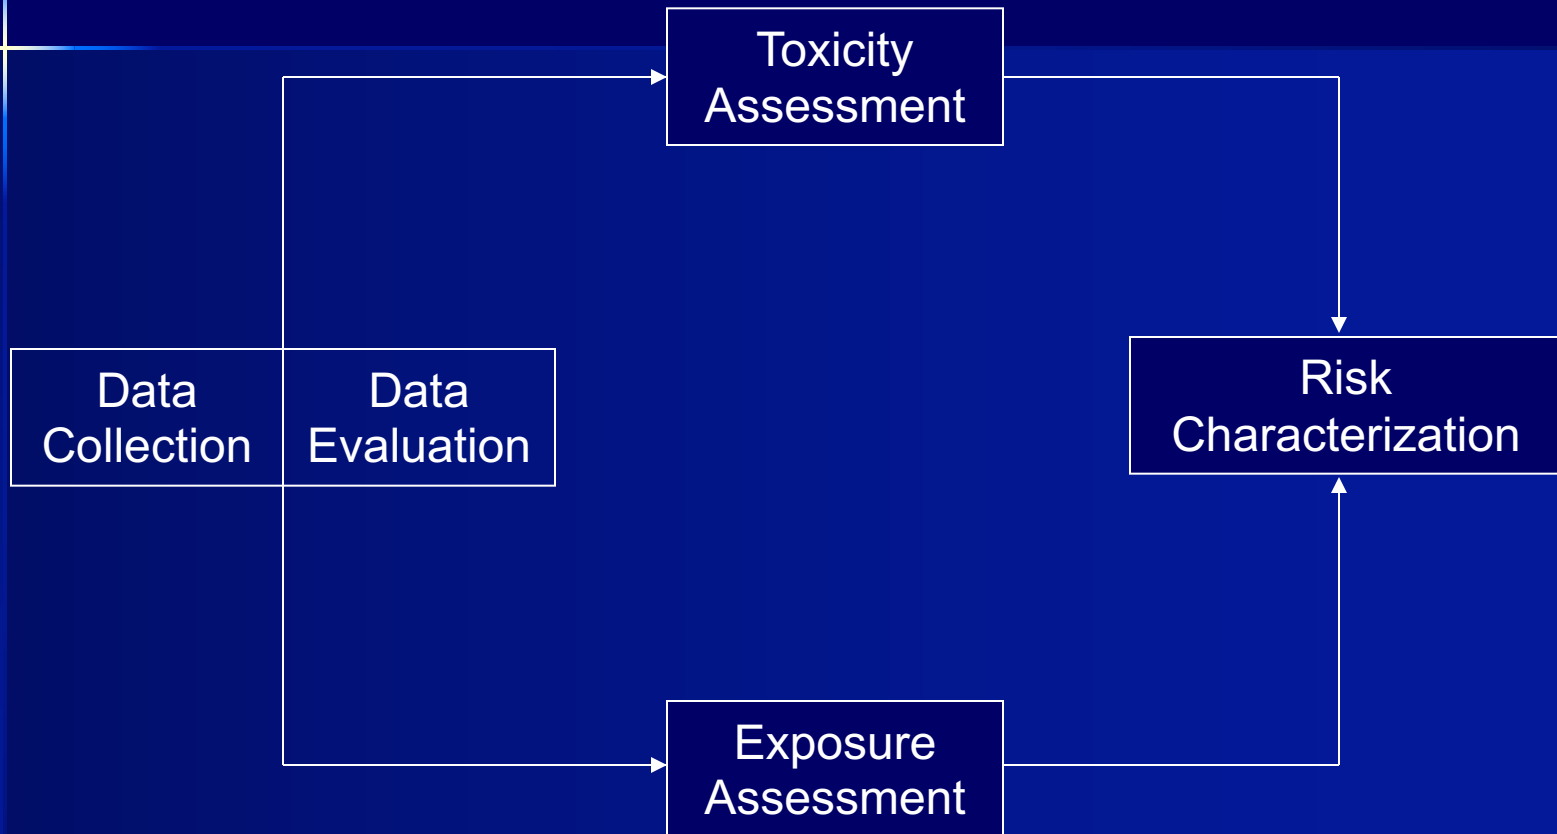 Toxicity
Assessment
Data
Collection
Data
Evaluation
Risk
Characterization
Exposure
Assessment